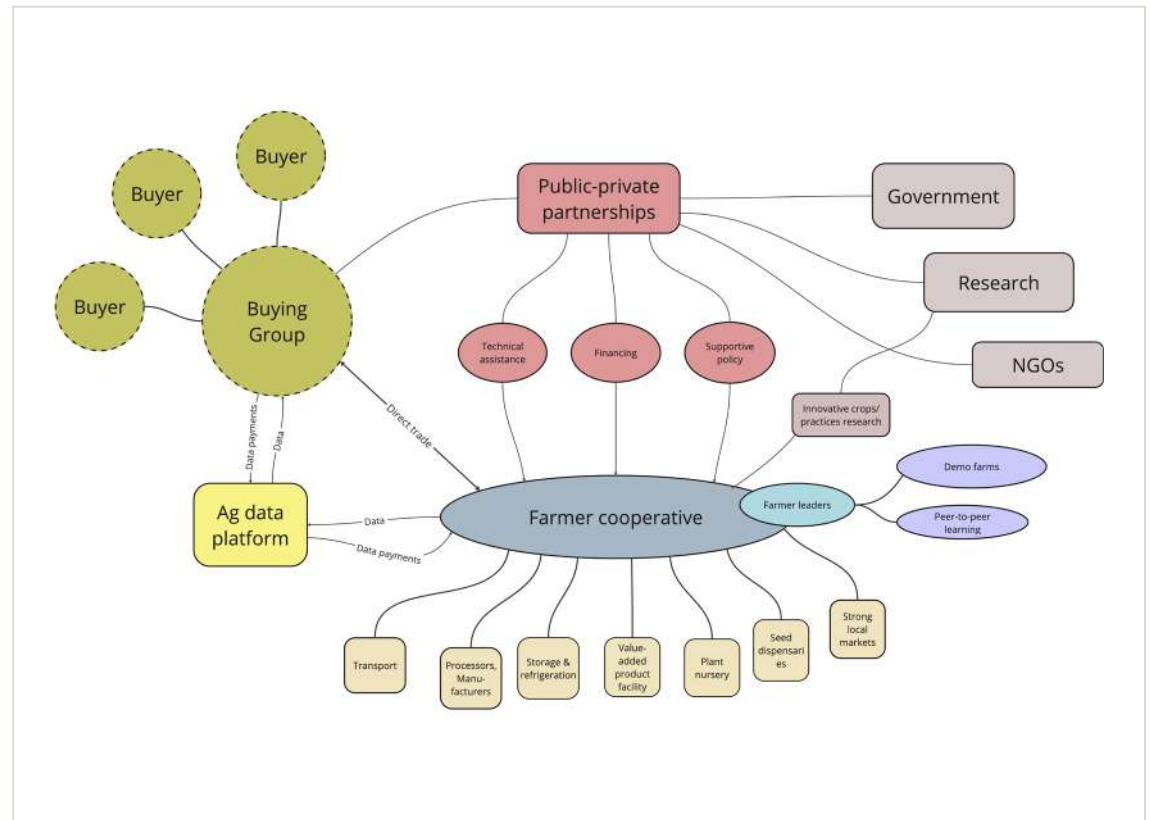 Buyer
Buyer
Buyer
Buying
Group
Public-private
partnerships
Government
Research
NGOs
Technical
assistance
Financing
Supportive
policy
Innovative crops/
practices research
Direct trade
Data payments
Data
Ag data
platform
Data
Data payments
Farmer cooperative
Farmer leaders
Demo farms
Peer-to-peer
learning
Transport
Processors,
Manu-
facturers
Storage &
refrigeration
Value-
added
product
facility
Plant
nursery
Seed
dispensari
es
Strong
local
markets